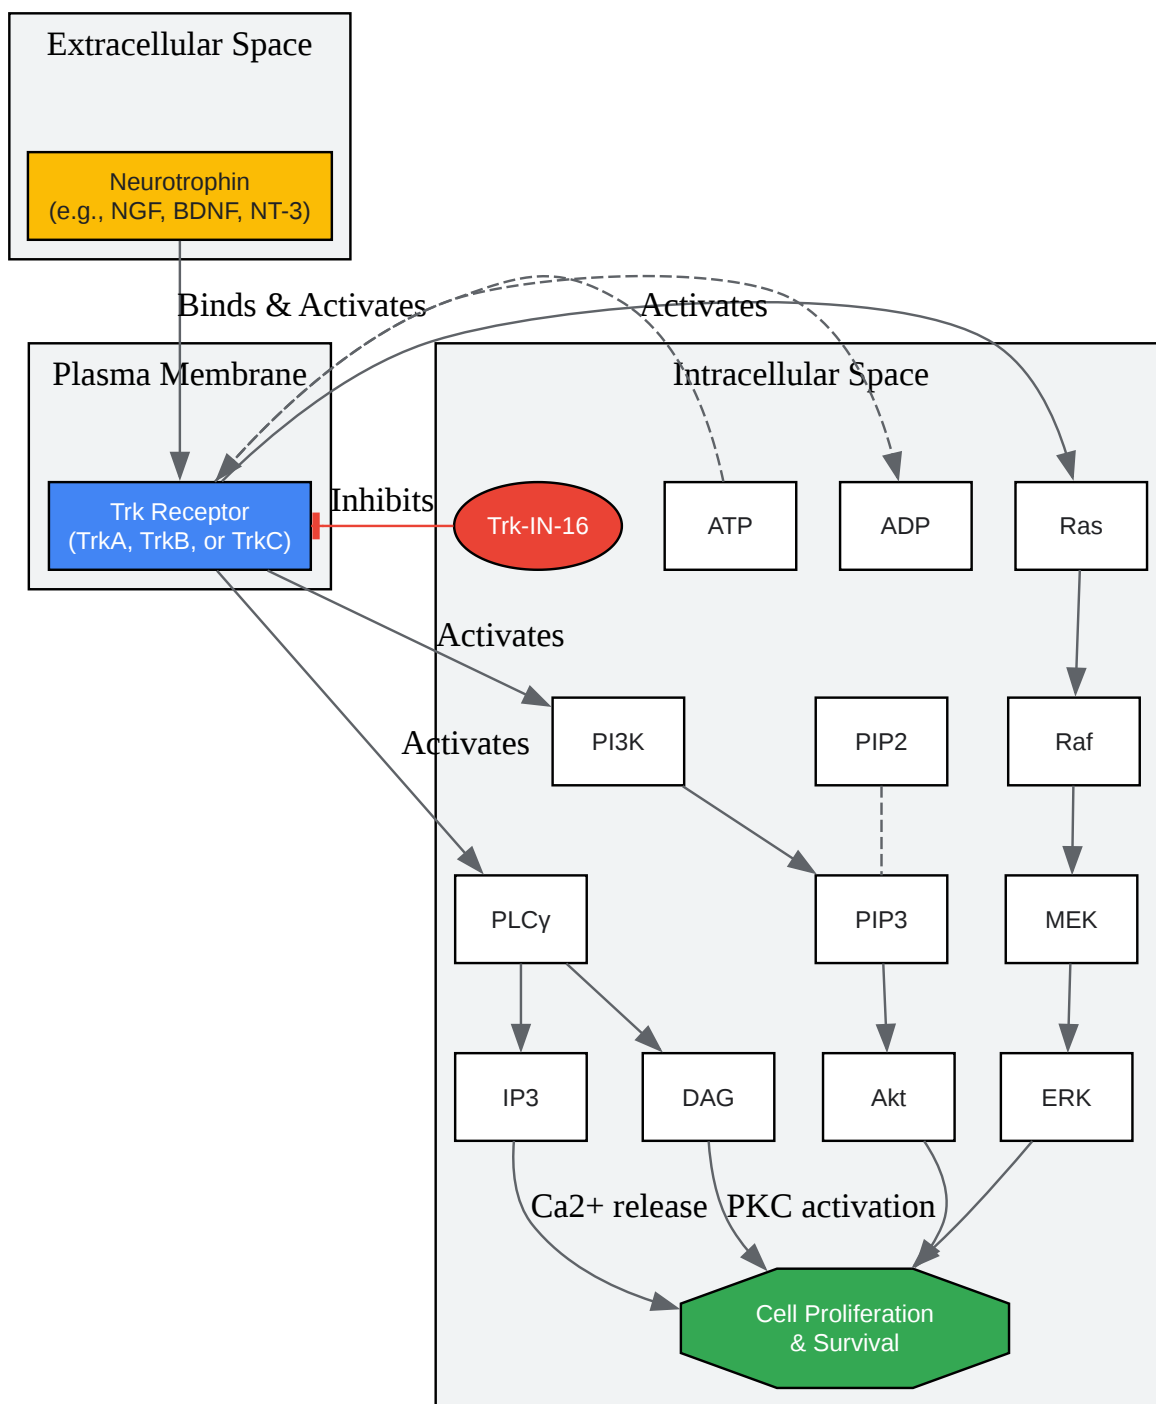 Extracellular Space
Neurotrophin
(e.g., NGF, BDNF, NT-3)
Binds & Activates
Activates
Plasma Membrane
Intracellular Space
Trk Receptor
(TrkA, TrkB, or TrkC)
Inhibits
Trk-IN-16
ATP
ADP
Ras
Activates
PI3K
PIP2
Raf
Activates
PLCγ
PIP3
MEK
IP3
DAG
Akt
ERK
Ca2+ release
PKC activation
Cell Proliferation
& Survival